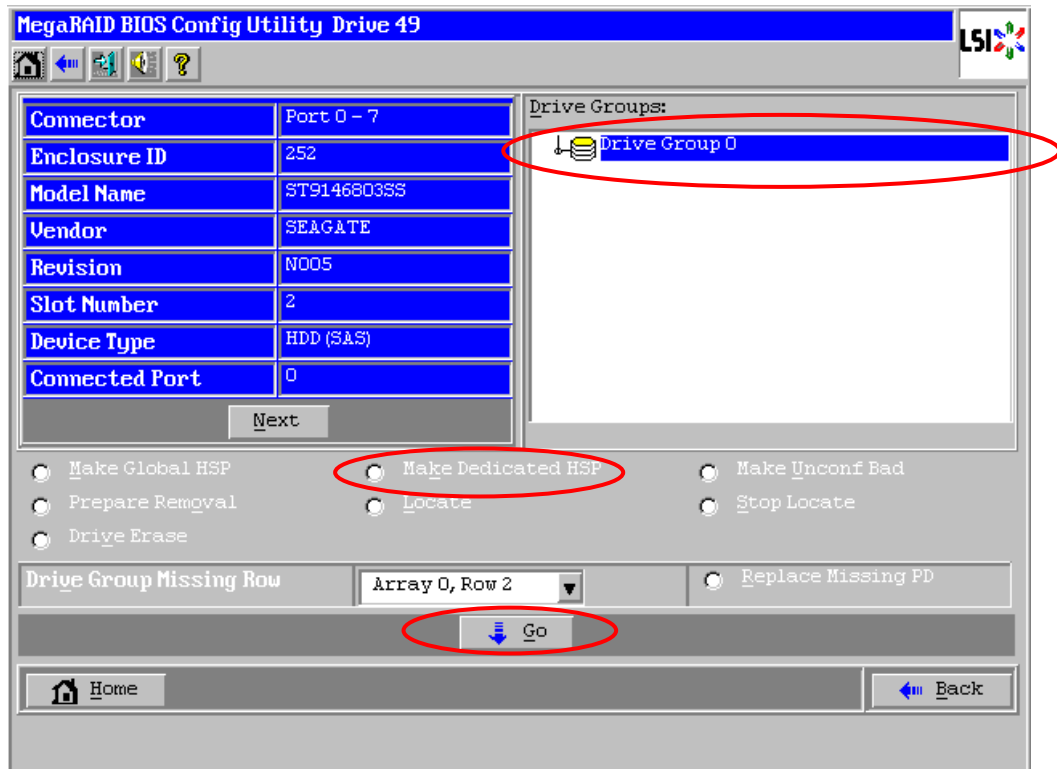 MegaRAID BIOS Config Utility Drive 49
LSI
?
Connector Port 0 - 7
Enclosure ID 252
Model Name ST9146803SS
Vendor SEAGATE
Revision N005
Slot Number 2
Device Type HDD (SAS)
Connected Port 0
Next
Drive Groups:
Drive Group 0
Make Global HSP Make Dedicated HSP Make Unconf Bad
Prepare Removal Locate Stop Locate
Drive Erase
Drive Group Missing Row Array 0, Row 2 Replace Missing PD
Go
Home Back